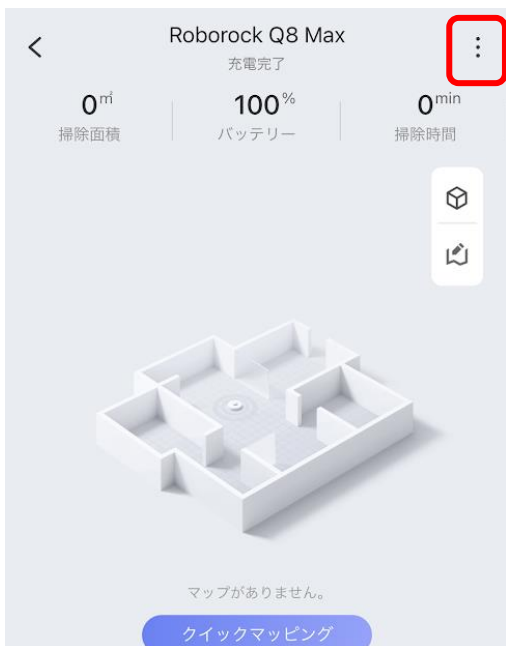 Roborock Q8 Max
充電完了
0㎡ 100% 0min
掃除面積 バッテリー 掃除時間
マップがありません。
クイックマッピング